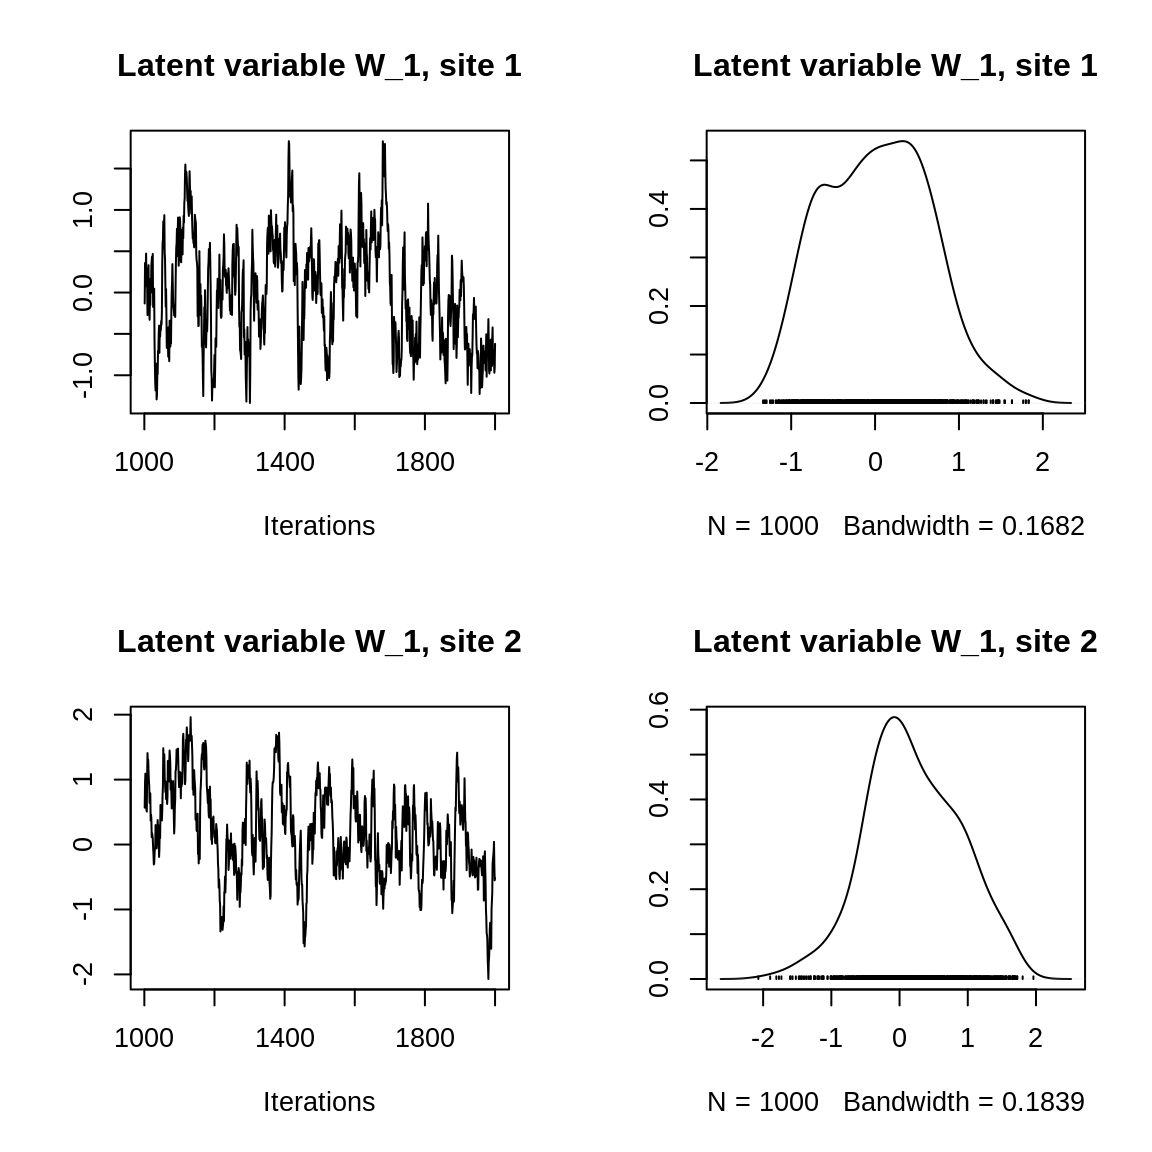 Latent variable W_1, site 1
-1.0 0.0 1.0
1000 1400 1800
Iterations
Latent variable W_1, site 1
0.0 0.2 0.4
-2 -1 0 1 2
N = 1000 Bandwidth = 0.1682
Latent variable W_1, site 2
-2 -1 0 1 2
1000 1400 1800
Iterations
Latent variable W_1, site 2
0.0 0.2 0.4 0.6
-2 -1 0 1 2
N = 1000 Bandwidth = 0.1839